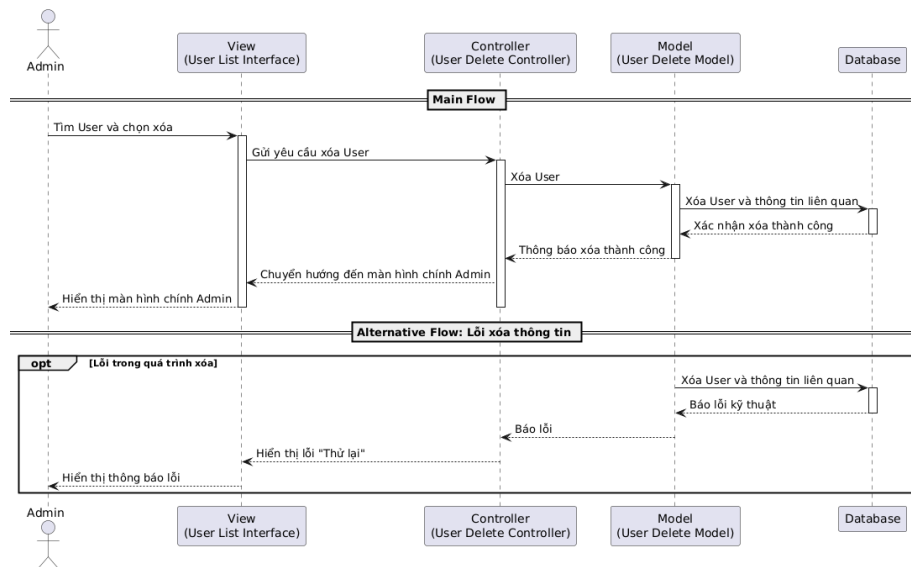 Admin
View
(User List Interface)
Controller
(User Delete Controller)
Model
(User Delete Model)
Database
Main Flow
Tìm User và chọn xóa
Gửi yêu cầu xóa User
Xóa User
Xóa User và thông tin liên quan
Xác nhận xóa thành công
Thông báo xóa thành công
Chuyển hướng đến màn hình chính Admin
Hiển thị màn hình chính Admin
Alternative Flow: Lỗi xóa thông tin
opt [Lỗi trong quá trình xóa]
Xóa User và thông tin liên quan
Báo lỗi kỹ thuật
Báo lỗi
Hiển thị lỗi "Thử lại"
Hiển thị thông báo lỗi
Admin
View
(User List Interface)
Controller
(User Delete Controller)
Model
(User Delete Model)
Database